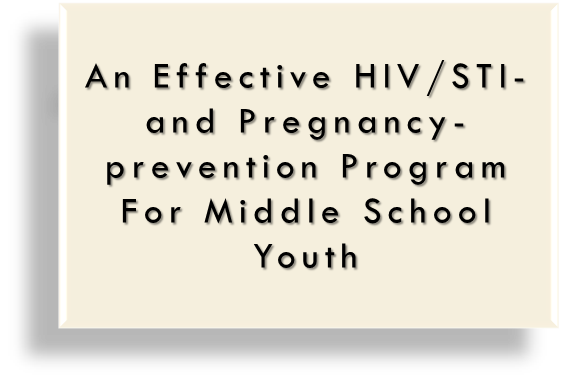 An Effective HIV/STI-
and Pregnancy-
prevention Program
For Middle School
Youth